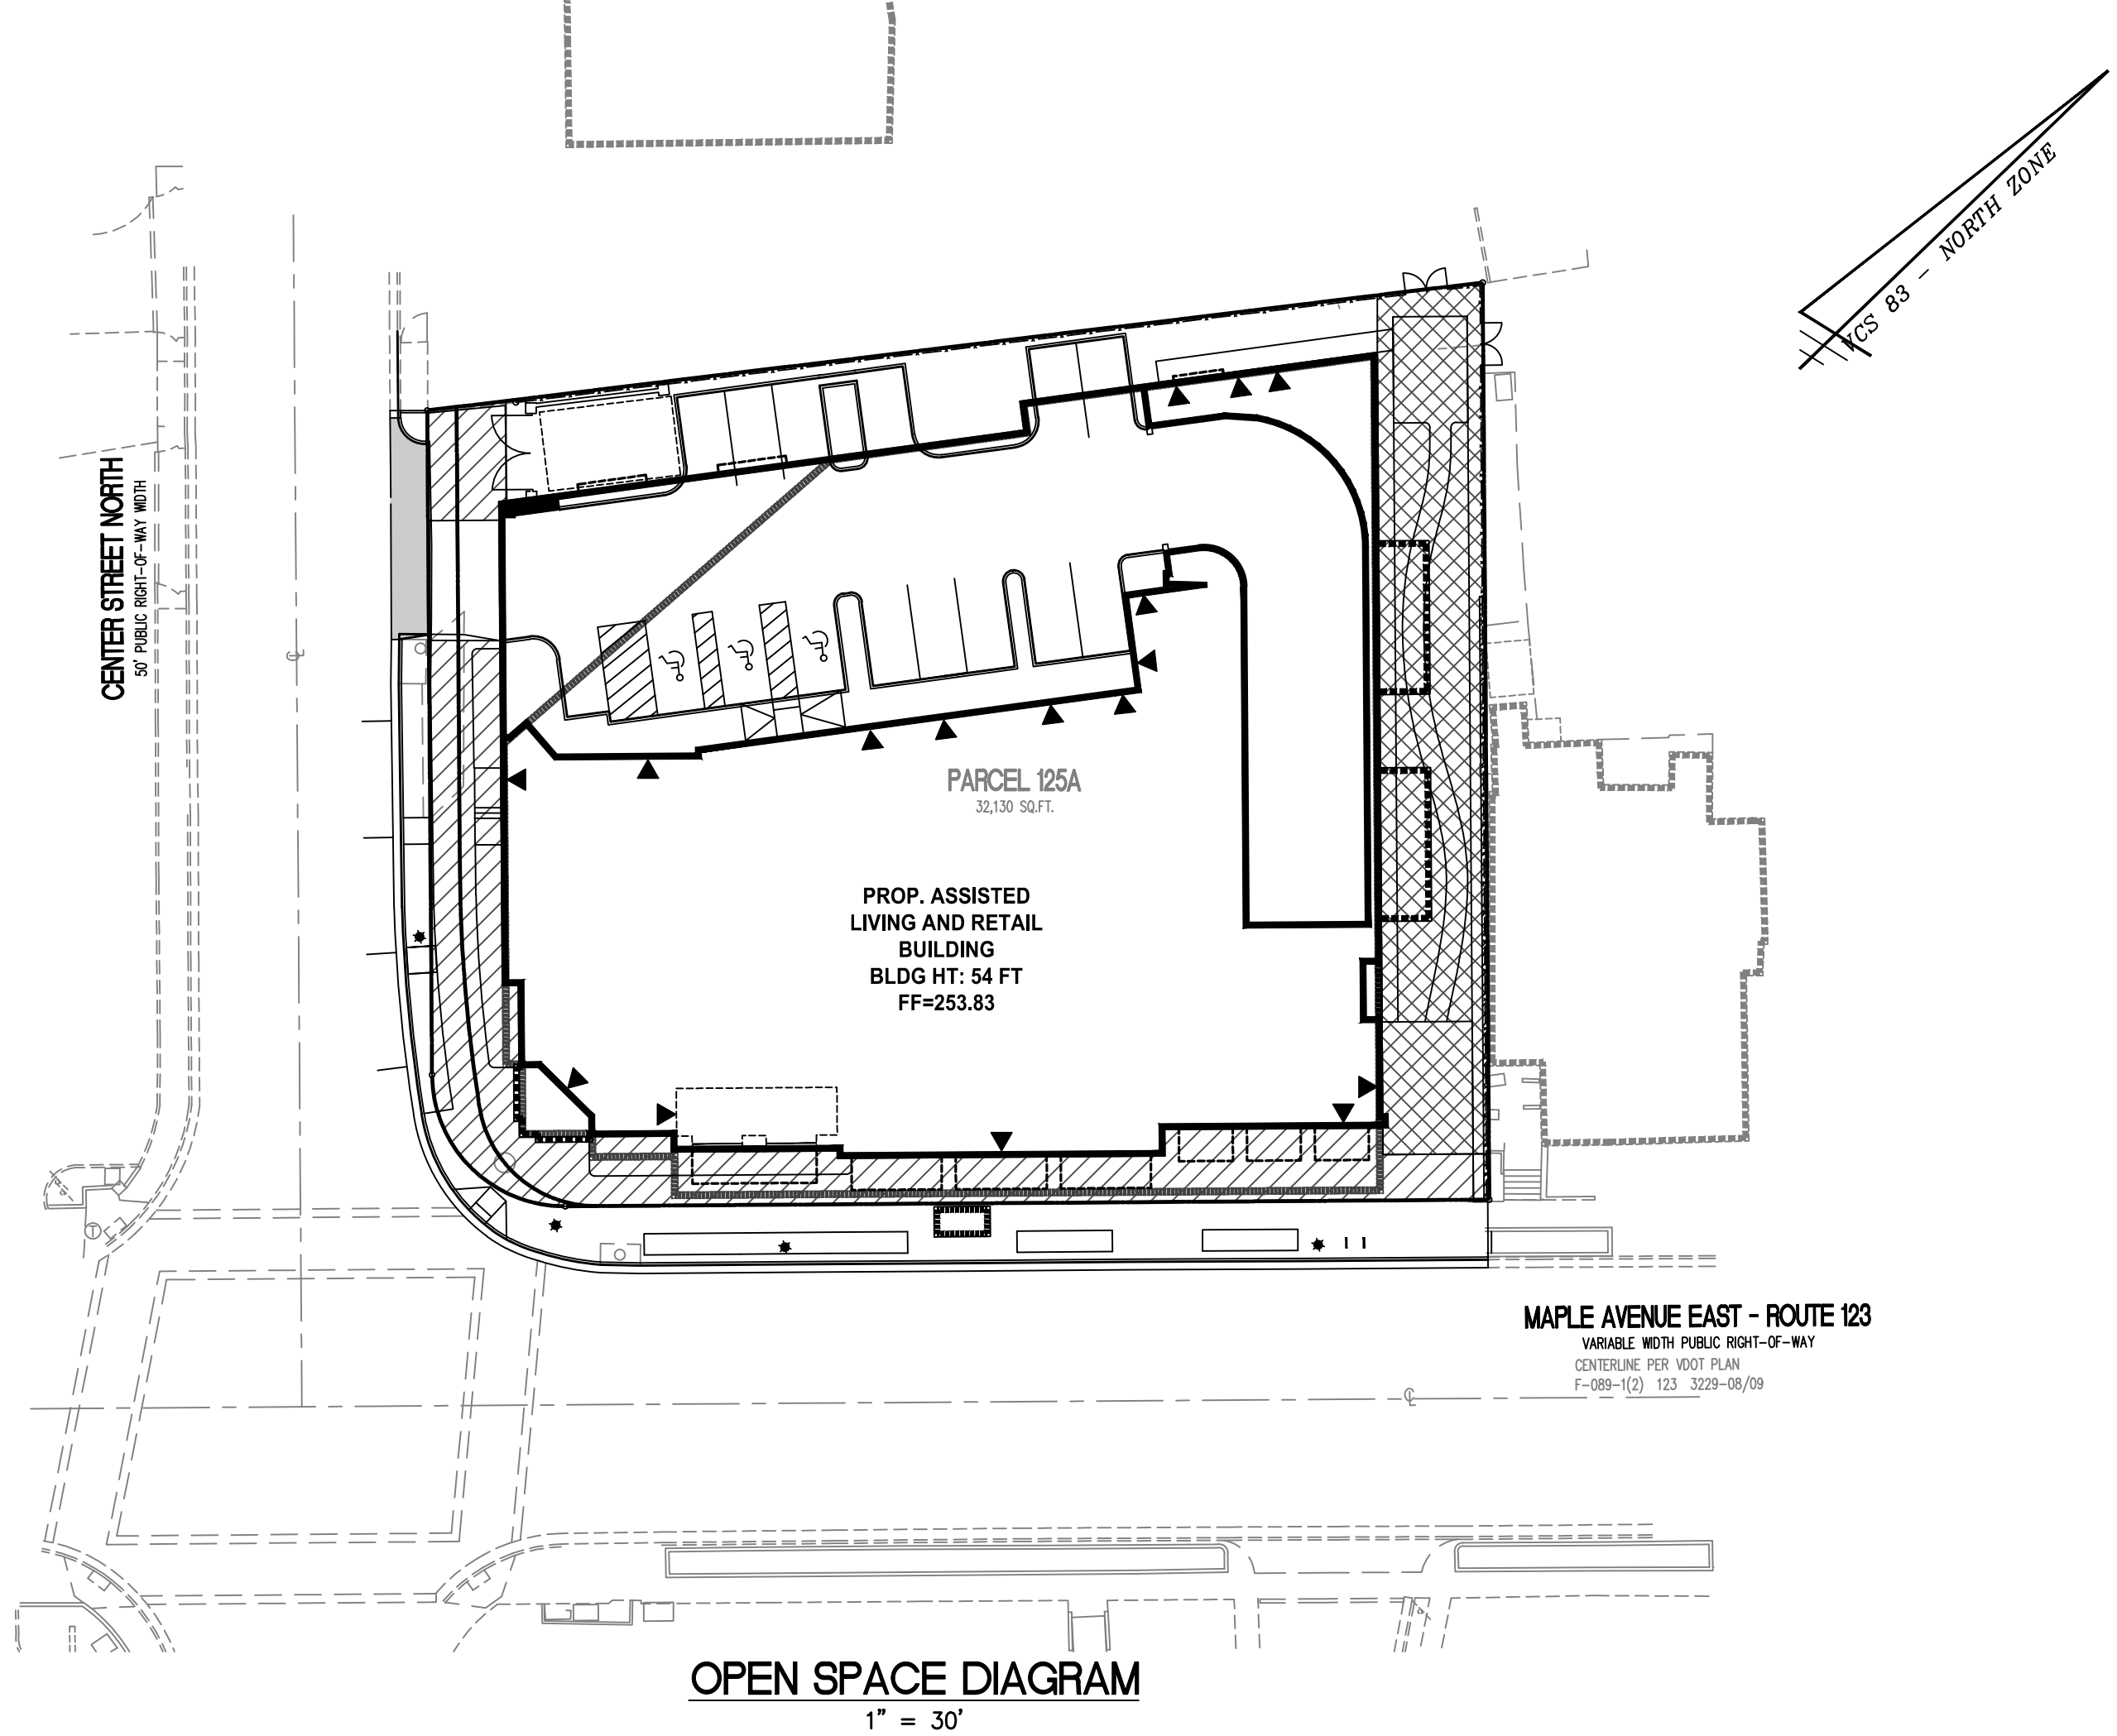 VCS 83 - NORTH ZONE
CENTER STREET NORTH
50' PUBLIC RIGHT-OF-WAY WIDTH
PARCEL 125A
32,130 SQ.FT.
PROP. ASSISTED
LIVING AND RETAIL
BUILDING
BLDG HT: 54 FT
FF=253.83
T
MAPLE AVENUE EAST - ROUTE 123
VARIABLE WIDTH PUBLIC RIGHT-OF-WAY
CENTERLINE PER VDOT PLAN
F-089-1(2) 123 3229-08/09
OPEN SPACE DIAGRAM
1" = 30'